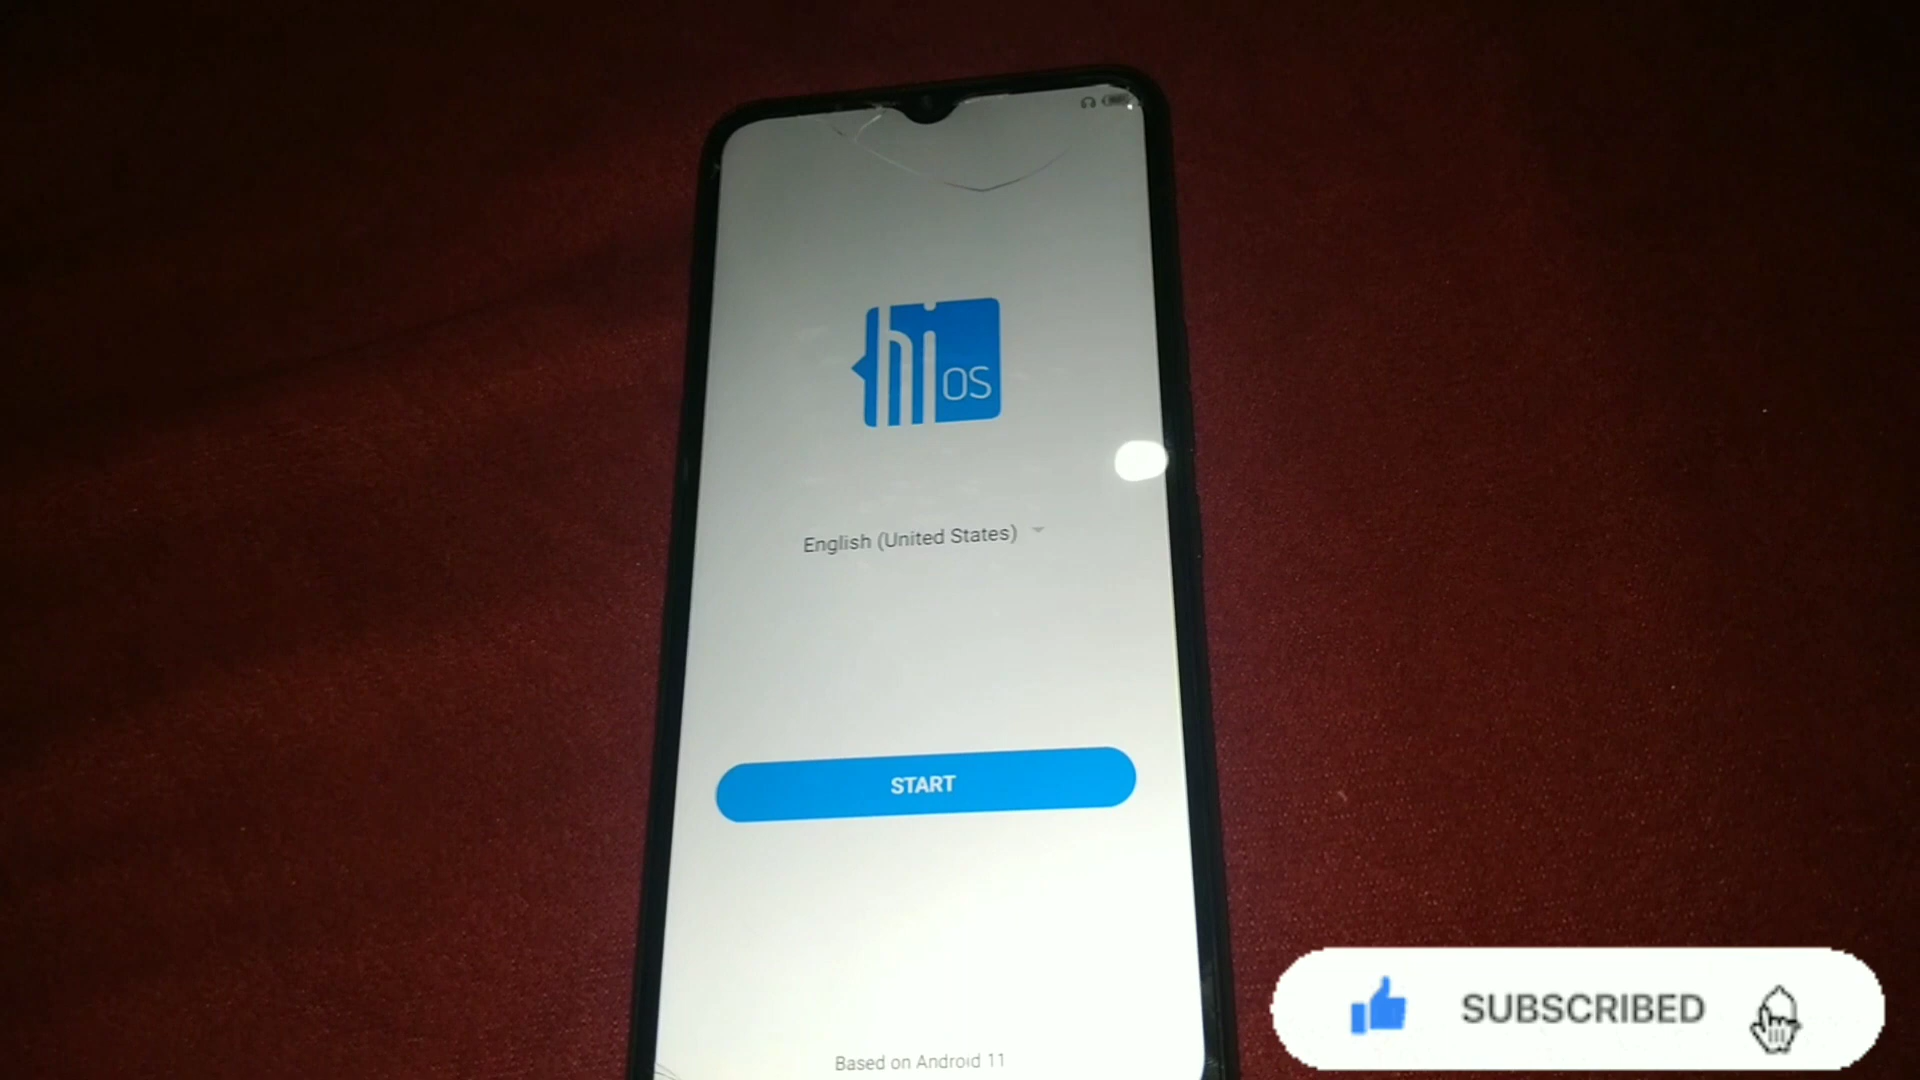 hi OS
English (United States)
START
Based on Android 11
SUBSCRIBED